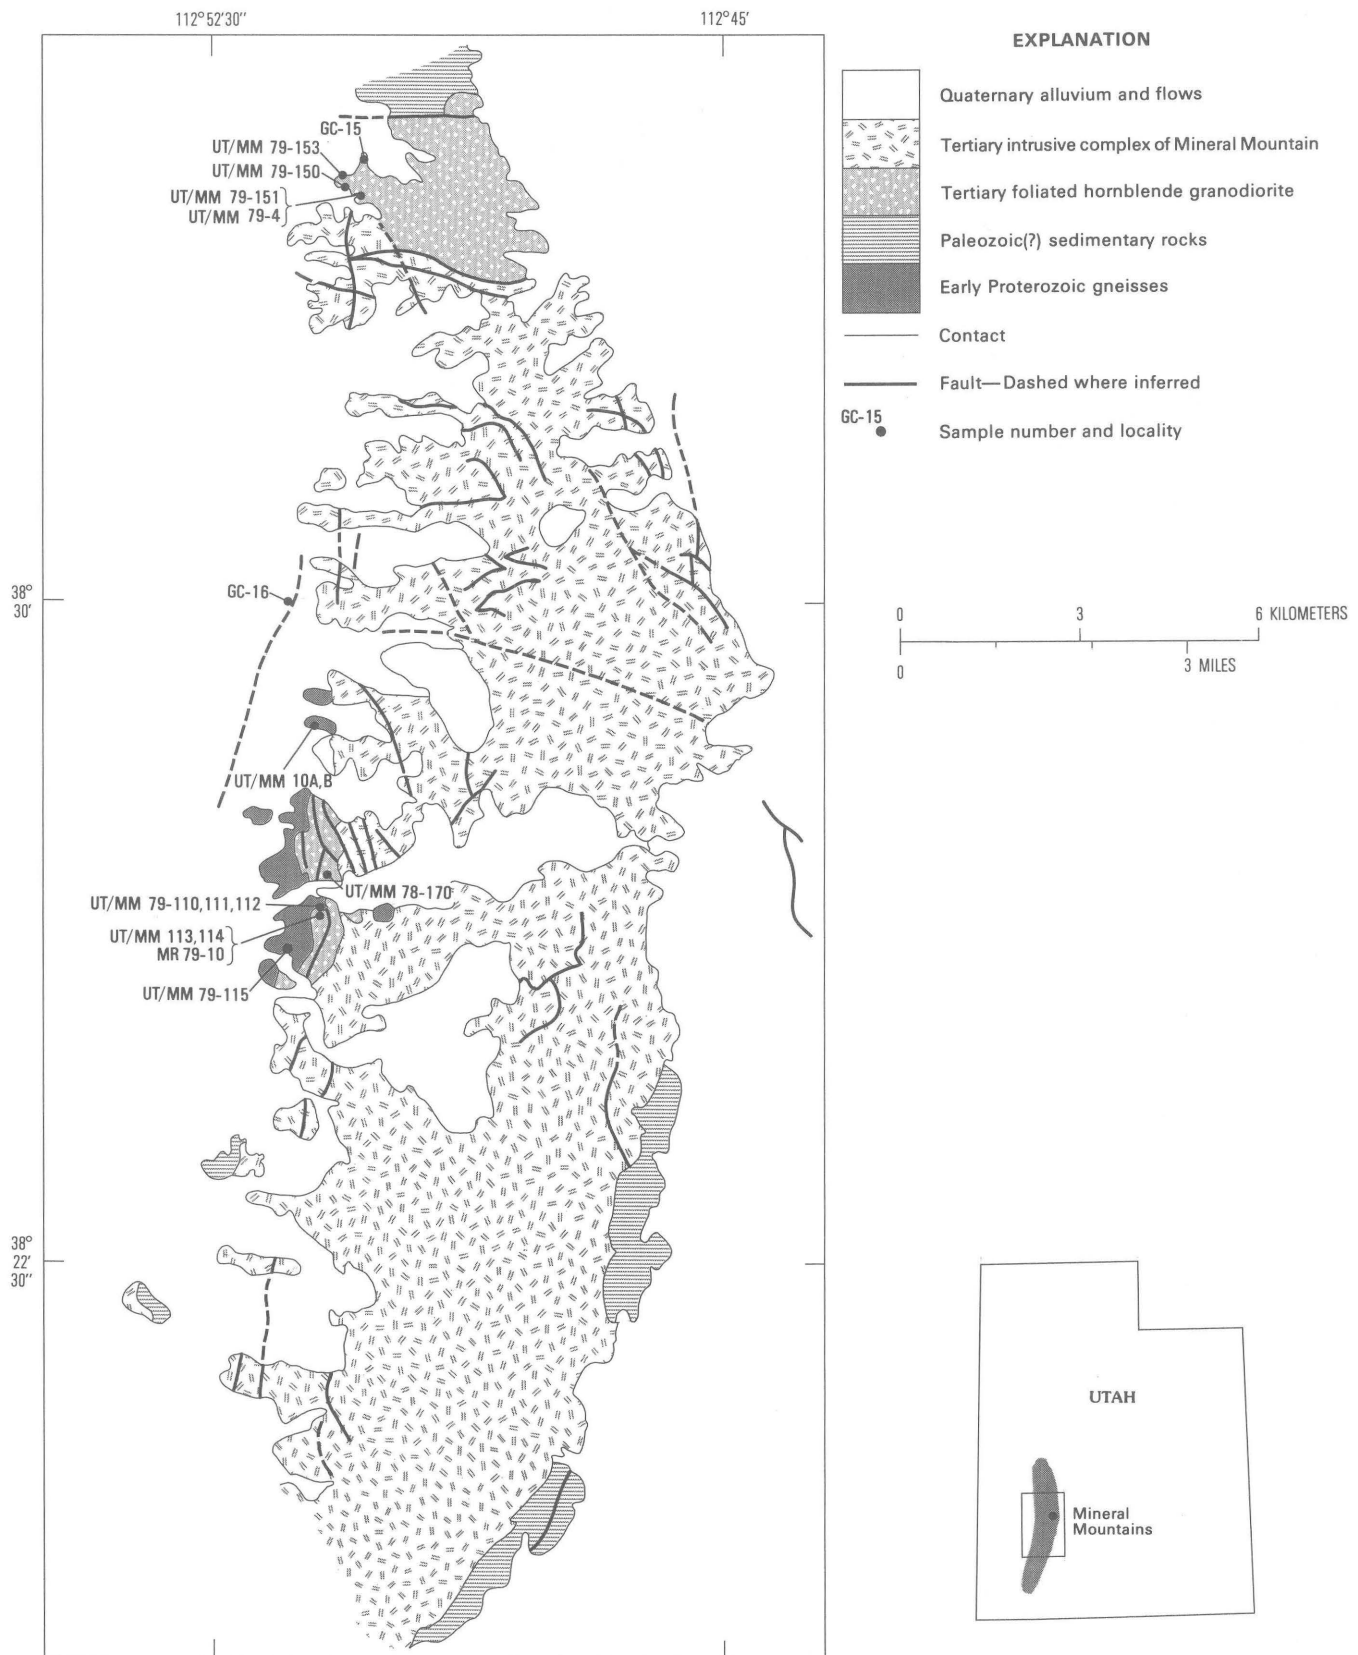 112°52'30''
112°45'
GC-15
UT/MM 79-153
UT/MM 79-150
UT/MM 79-151
UT/MM 79-4
38°
30'
GC-16
UT/MM 10A,B
UT/MM 78-170
UT/MM 79-110,111,112
UT/MM 113,114
MR 79-10
UT/MM 79-115
38°
22'
30''
EXPLANATION
Quaternary alluvium and flows
Tertiary intrusive complex of Mineral Mountain
Tertiary foliated hornblende granodiorite
Paleozoic(?) sedimentary rocks
Early Proterozoic gneisses
Contact
Fault—Dashed where inferred
GC-15
Sample number and locality
0 3 6 KILOMETERS
0 3 MILES
UTAH
Mineral
Mountains